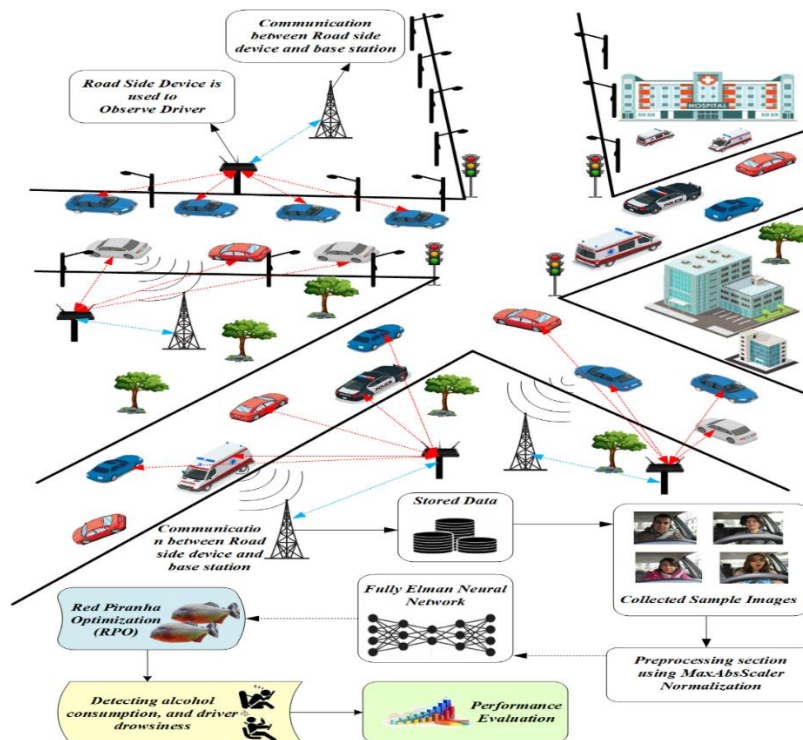 Communication
between Road side
device and base station
Road Side Device is
used to
Observe Driver
HOSPITAL
POLICE
POLICE
Communicatio
n between Road
side device and
base station
Stored Data
Collected Sample Images
Fully Elman Neural
Network
Red Piranha
Optimization
(RPO)
Preprocessing section
using MaxAbsScaler
Normalization
Detecting alcohol
consumption, and driver
drowsiness
Performance
Evaluation